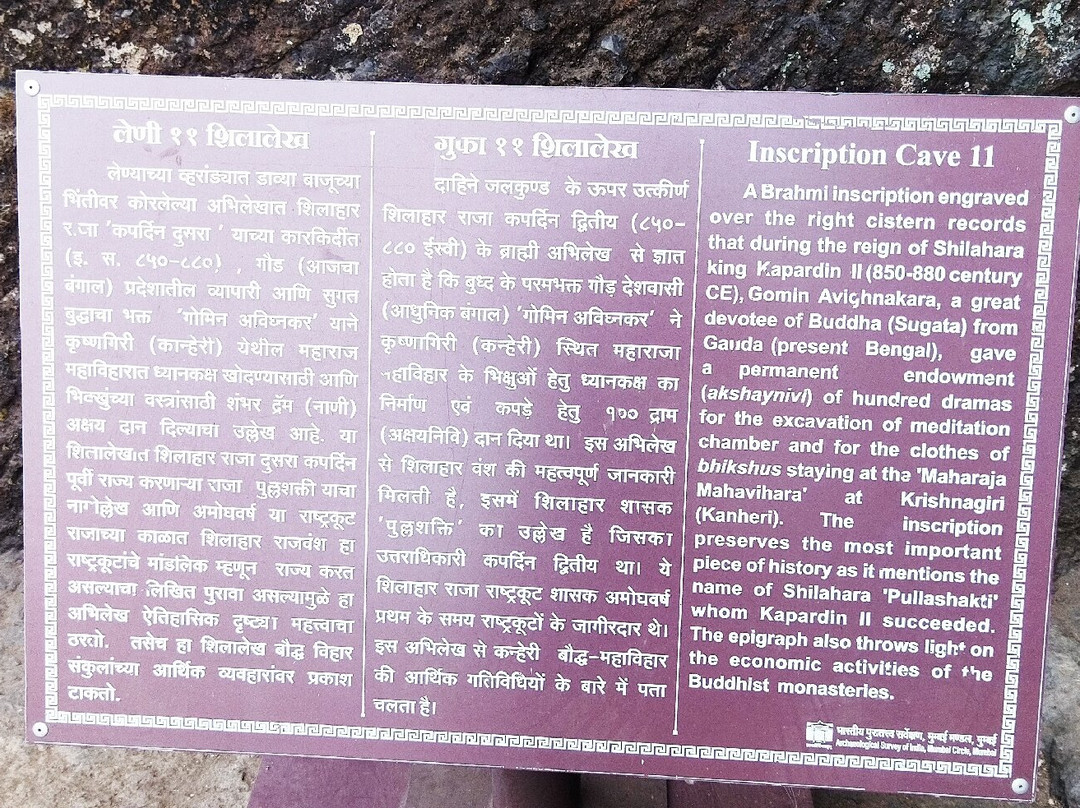 लेणी ११ शिलालेख
लेण्याच्या व्हरांड्यात डाव्या बाजूच्या
भिंतीवर कोरलेल्या अभिलेखात शिलाहार
राजा 'कपर्दिन दुसरा ' याच्या कारकिर्दीत
(इ. स. ८५०-८८०) , गौड (आजचा
बंगाल) प्रदेशातील व्यापारी आणि सुगत
बुद्धाचा भक्त 'गोमिन अविघ्नकर' याने
कृष्णागिरी (कान्हेरी) येथील महाराज
महाविहारात ध्यानकक्ष खोदण्यासाठी आणि
भिक्खुंच्या वस्त्रांसाठी शंभर द्रॅम (नाणी)
अक्षय दान दिल्याचा उल्लेख आहे. या
शिलालेखात शिलाहार राजा दुसरा कपर्दिन
पूर्वी राज्य करणाऱ्या राजा पुल्लशक्ती याचा
नामोल्लेख आणि अमोघवर्ष या राष्ट्रकूट
राजाच्या काळात शिलाहार राजवंश हा
राष्ट्रकूटांचे मांडलिक म्हणून राज्य करत
असल्याचा लिखित पुरावा असल्यामुळे हा
अभिलेख ऐतिहासिक दृष्ट्या महत्त्वाचा
ठरतो. तसेच हा शिलालेख बौद्ध विहार
संकुलांच्या आर्थिक व्यवहारांवर प्रकाश
टाकतो.
गुफा ११ शिलालेख
दाहिने जलकुण्ड के ऊपर उत्कीर्ण
शिलाहार राजा कपर्दिन द्वितीय (८५०-
८८० ईस्वी) के ब्राह्मी अभिलेख से ज्ञात
होता है कि बुध्द के परमभक्त गौड़ देशवासी
(आधुनिक बंगाल) 'गोमिन अविघ्नकर' ने
कृष्णागिरी (कन्हेरी) स्थित महाराजा
महाविहार के भिक्षुओं हेतु ध्यानकक्ष का
निर्माण एवं कपड़े हेतु १०० द्राम
(अक्षयनिवि) दान दिया था। इस अभिलेख
से शिलाहार वंश की महत्वपूर्ण जानकारी
मिलती है, इसमें शिलाहार शासक
'पुल्लशक्ति' का उल्लेख है जिसका
उत्तराधिकारी कपर्दिन द्वितीय था। ये
शिलाहार राजा राष्ट्रकूट शासक अमोघवर्ष
प्रथम के समय राष्ट्रकूटों के जागीरदार थे।
इस अभिलेख से कन्हेरी बौद्ध-महाविहार
की आर्थिक गतिविधियों के बारे में पता
चलता है।
Inscription Cave 11
A Brahmi inscription engraved
over the right cistern records
that during the reign of Shilahara
king Kapardin II (850-880 century
CE), Gomin Avighnakara, a great
devotee of Buddha (Sugata) from
Gauda (present Bengal), gave
a permanent endowment
(akshaynivi) of hundred dramas
for the excavation of meditation
chamber and for the clothes of
bhikshus staying at the 'Maharaja
Mahavihara' at Krishnagiri
(Kanheri). The inscription
preserves the most important
piece of history as it mentions the
name of Shilahara 'Pullashakti'
whom Kapardin II succeeded.
The epigraph also throws light on
the economic activities of the
Buddhist monasteries.
भारतीय पुरातत्त्व सर्वेक्षण, मुम्बई मण्डल, मुम्बई
Archaeological Survey of India, Mumbai Circle, Mumbai